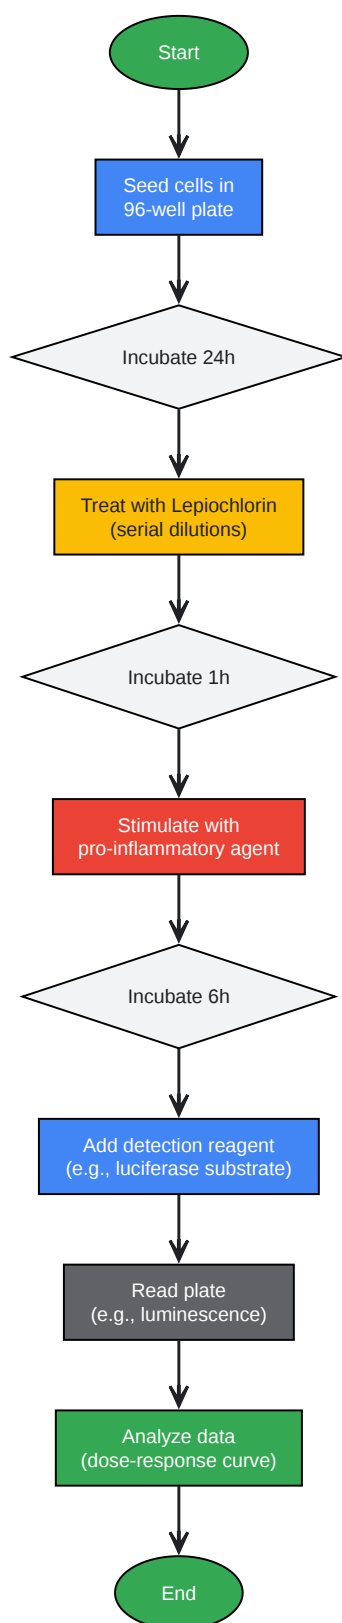 Start
Seed cells in
96-well plate
Incubate 24h
Treat with Lepiochlorin
(serial dilutions)
Incubate 1h
Stimulate with
pro-inflammatory agent
Incubate 6h
Add detection reagent
(e.g., luciferase substrate)
Read plate
(e.g., luminescence)
Analyze data
(dose-response curve)
End